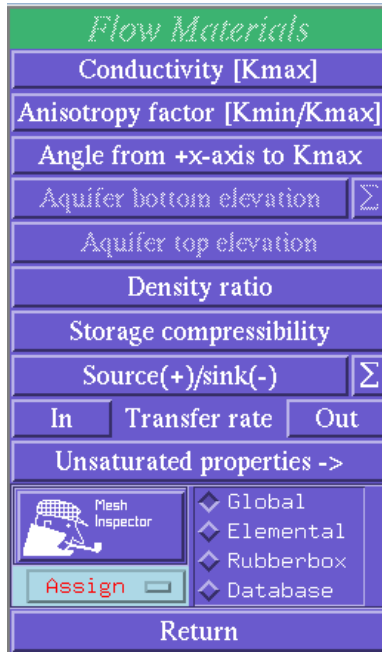 Flow Materials
Conductivity [Kmax]
Anisotropy factor [Kmin/Kmax]
Angle from +x-axis to Kmax
Aquifer bottom elevation Σ
Aquifer top elevation
Density ratio
Storage compressibility
Source(+)/sink(-) Σ
In Transfer rate Out
Unsaturated properties ->
Mesh
Inspector
Assign
Global
Elemental
Rubberbox
Database
Return